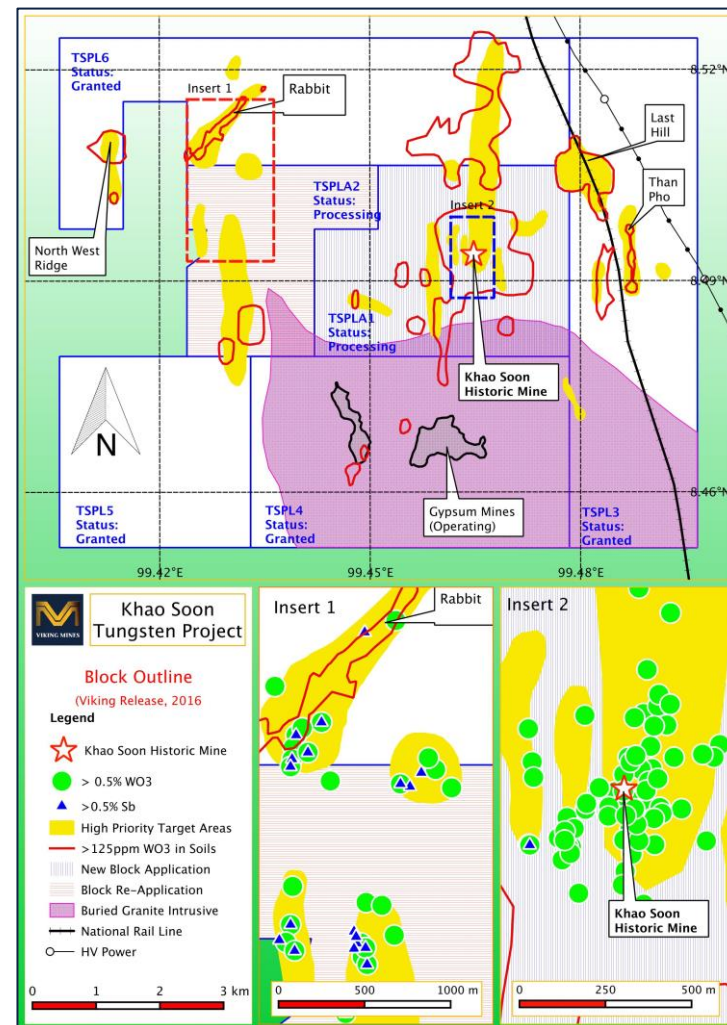 TSPL6
Status:
Granted
Insert 1
Rabbit
8.52°N
Last
Hill
TSPLA2
Status:
Processing
Insert 2
Than
Pho
North West
Ridge
8.49°N
TSPLA1
Status:
Processing
Khao Soon
Historic Mine
N
8.46°N
TSPL5
Status:
Granted
TSPL4
Status:
Granted
Gypsum Mines
(Operating)
TSPL3
Status:
Granted
99.42°E
99.45°E
99.48°E
VIKING MINES
Khao Soon
Tungsten Project
Block Outline
(Viking Release, 2016
Legend
Khao Soon Historic Mine
> 0.5% WO3
>0.5% Sb
High Priority Target Areas
>125ppm WO3 in Soils
New Block Application
Block Re-Application
Buried Granite Intrusive
National Rail Line
HV Power
0 1 2 3 km
Insert 1
Rabbit
0 500 1000 m
Insert 2
Khao Soon
Historic Mine
0 250 500 m